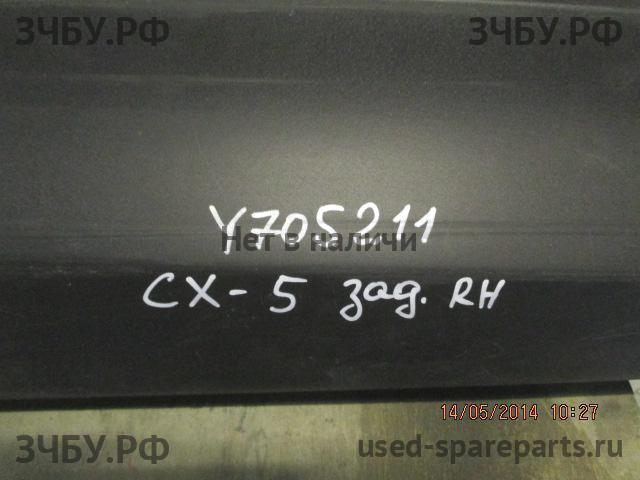 ЗЧБУ.РФ ЗЧБУ.РФ
Y705211
Нет в наличи
CX-5 зад. RH
14/05/2014 10:27
ЗЧБУ.РФ used-spareparts.ru